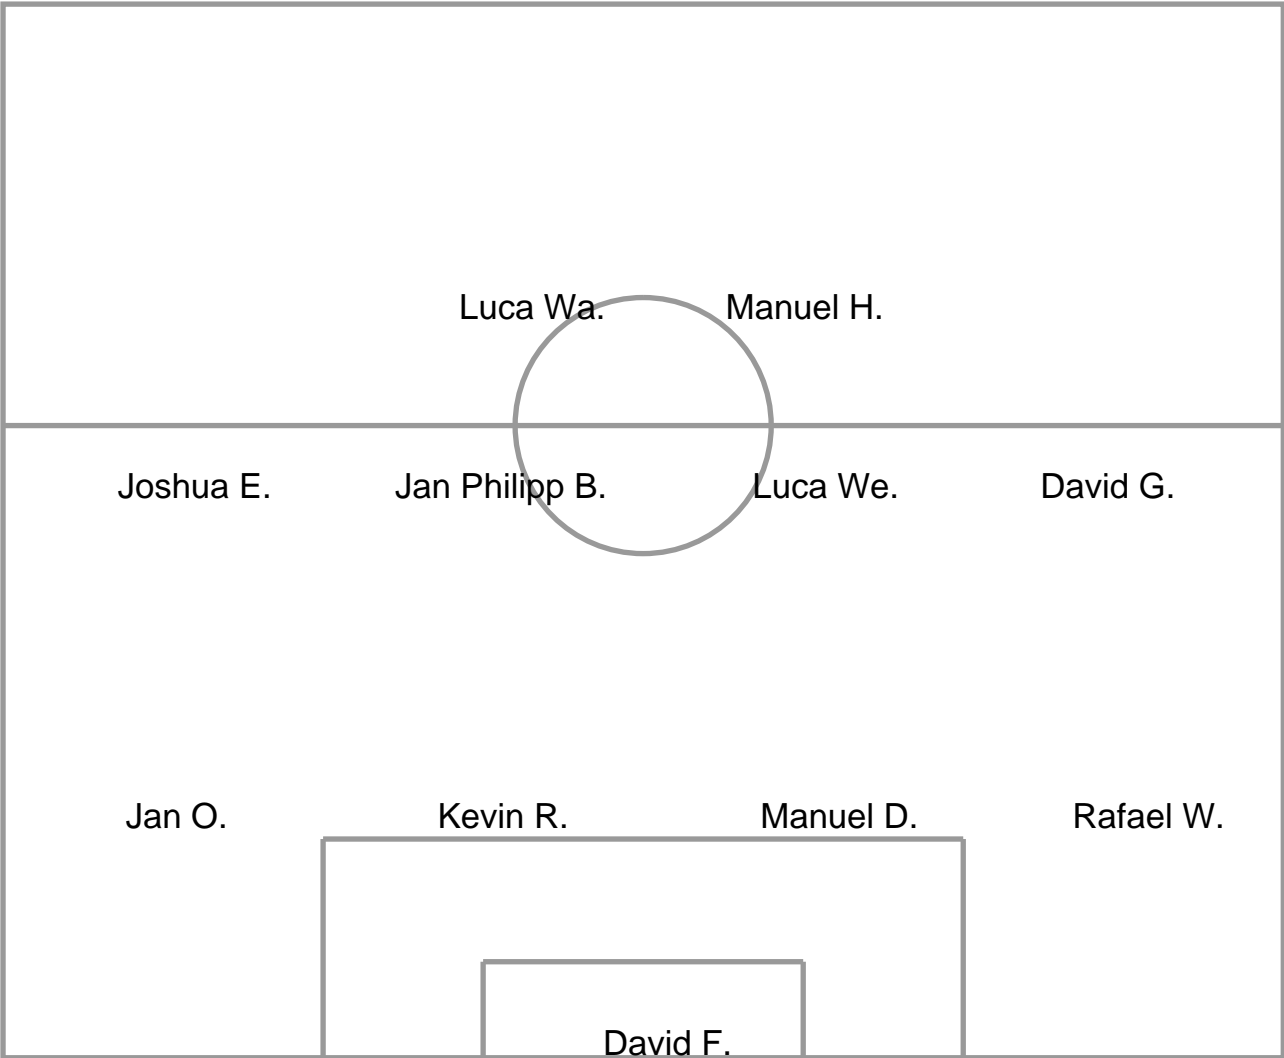 Luca Wa. Manuel H.
Joshua E. Jan Philipp B. Luca We. David G.
Jan O. Kevin R. Manuel D. Rafael W.
David F.